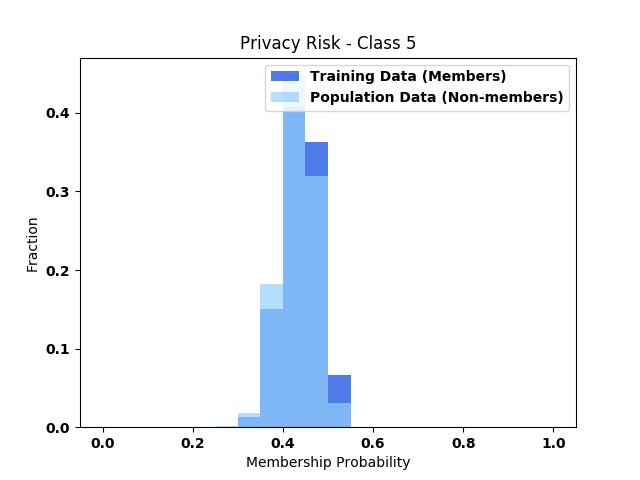 Privacy Risk - Class 5
Training Data (Members)
Population Data (Non-members)
Fraction
0.4
0.3
0.2
0.1
0.0
0.0 0.2 0.4 0.6 0.8 1.0
Membership Probability